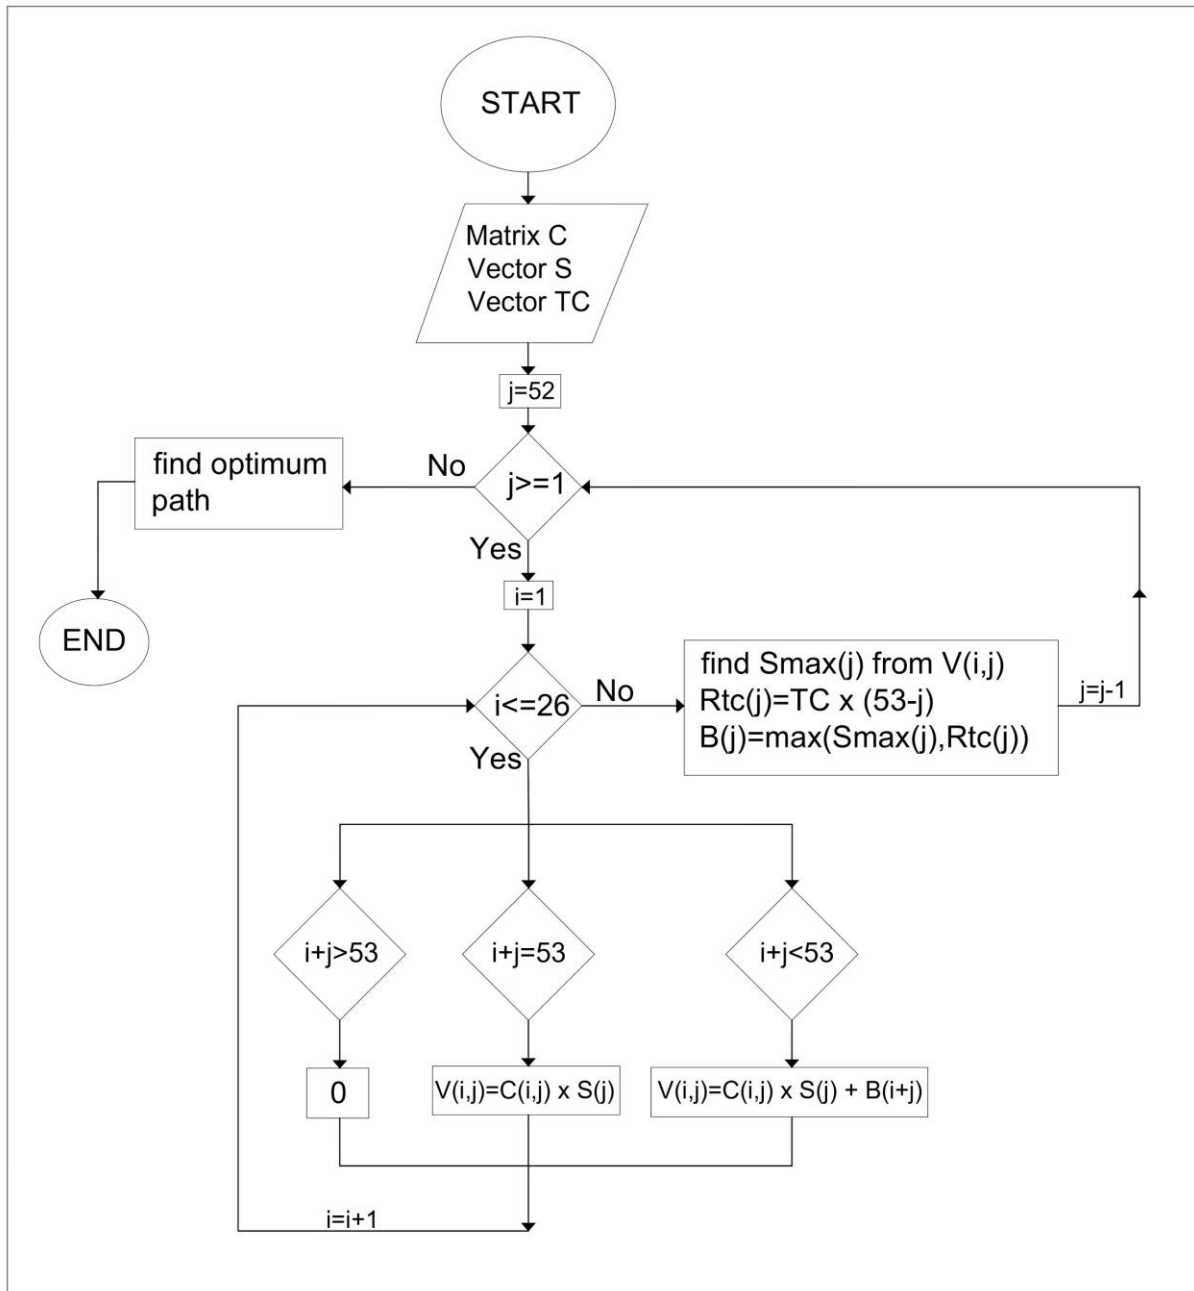 START
Matrix C
Vector S
Vector TC
j=52
find optimum
path
No
j>=1
Yes
i=1
END
i<=26
No
find Smax(j) from V(i,j)
Rtc(j)=TC x (53-j)
B(j)=max(Smax(j),Rtc(j))
j=j-1
Yes
i+j>53
i+j=53
i+j<53
0
V(i,j)=C(i,j) x S(j)
V(i,j)=C(i,j) x S(j) + B(i+j)
i=i+1